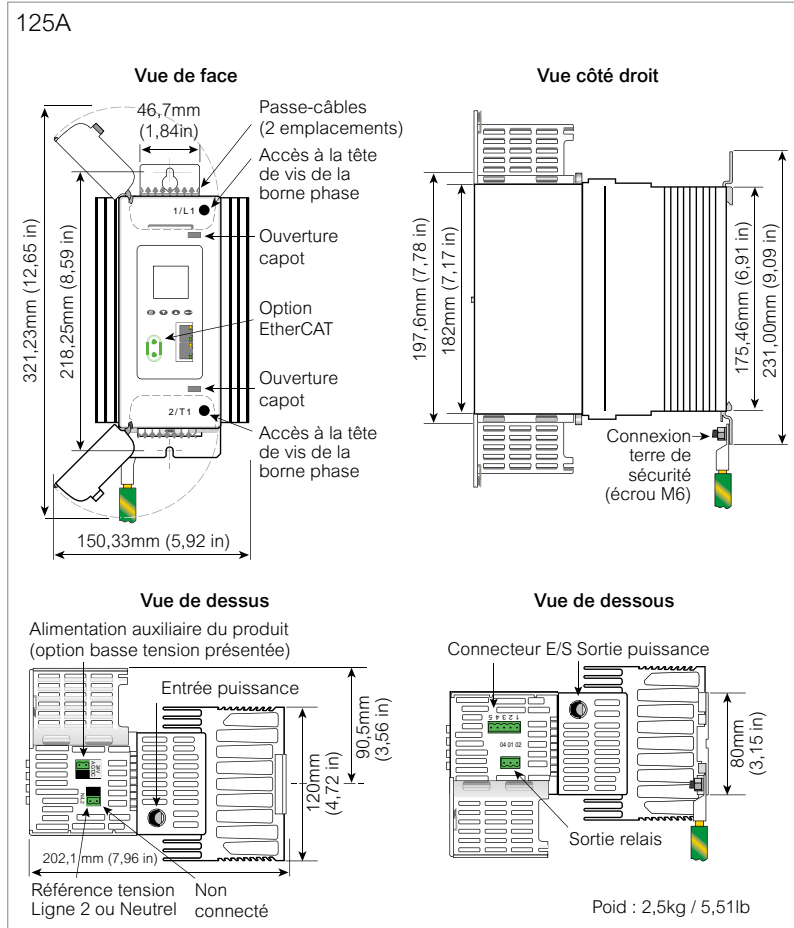 125A
Vue de face
Vue côté droit
46,7mm
(1,84in)
Passe-câbles
(2 emplacements)
Accès à la tête
de vis de la
borne phase
1/L1
Ouverture
capot
Option
EtherCAT
Ouverture
capot
2/T1
Accès à la tête
de vis de la
borne phase
321,23mm (12,65 in)
218,25mm (8,59 in)
150,33mm (5,92 in)
197,6mm (7,78 in)
182mm (7,17 in)
175,46mm (6,91 in)
231,00mm (9,09 in)
Connexion
terre de
sécurité
(écrou M6)
Vue de dessus
Alimentation auxiliaire du produit
(option basse tension présentée)
Entrée puissance
90,5mm
(3,56 in)
120mm
(4,72 in)
202,1 mm (7,96 in)
Référence tension
Ligne 2 ou Neutrel
Non
connecté
Vue de dessous
Connecteur E/S
Sortie puissance
1 2 3 4 5
04 01 02
80mm
(3,15 in)
Sortie relais
Poid : 2,5kg / 5,51lb